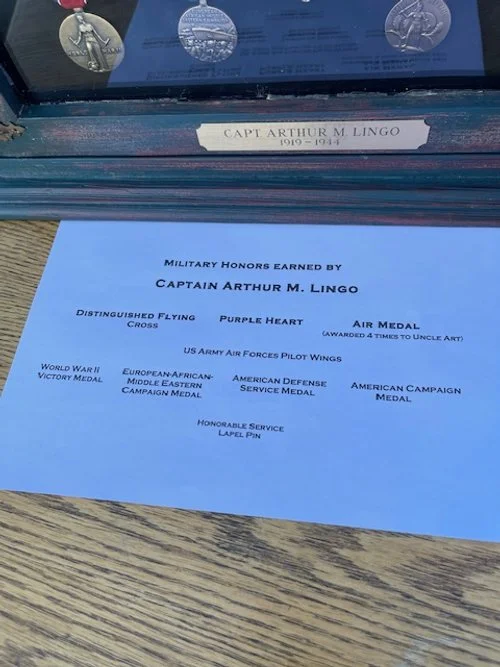 CAPT. ARTHUR M. LINGO
1919 - 1944
MILITARY HONORS EARNED BY
CAPTAIN ARTHUR M. LINGO
DISTINGUISHED FLYING
CROSS
PURPLE HEART
AIR MEDAL
(AWARDED 4 TIMES TO UNCLE ART)
US ARMY AIR FORCES PILOT WINGS
WORLD WAR II
VICTORY MEDAL
EUROPEAN-AFRICAN-
MIDDLE EASTERN
CAMPAIGN MEDAL
AMERICAN DEFENSE
SERVICE MEDAL
AMERICAN CAMPAIGN
MEDAL
HONORABLE SERVICE
LAPEL PIN